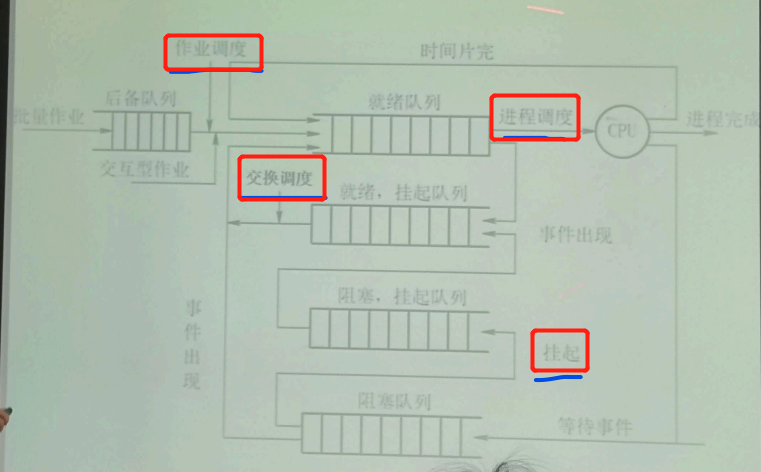 作业调度
时间片完
后备队列
就绪队列
批量作业
进程调度
CPU
进程完成
交互型作业
交换调度
就绪，挂起队列
事件出现
阻塞，挂起队列
事件出现
挂起
阻塞队列
等待事件